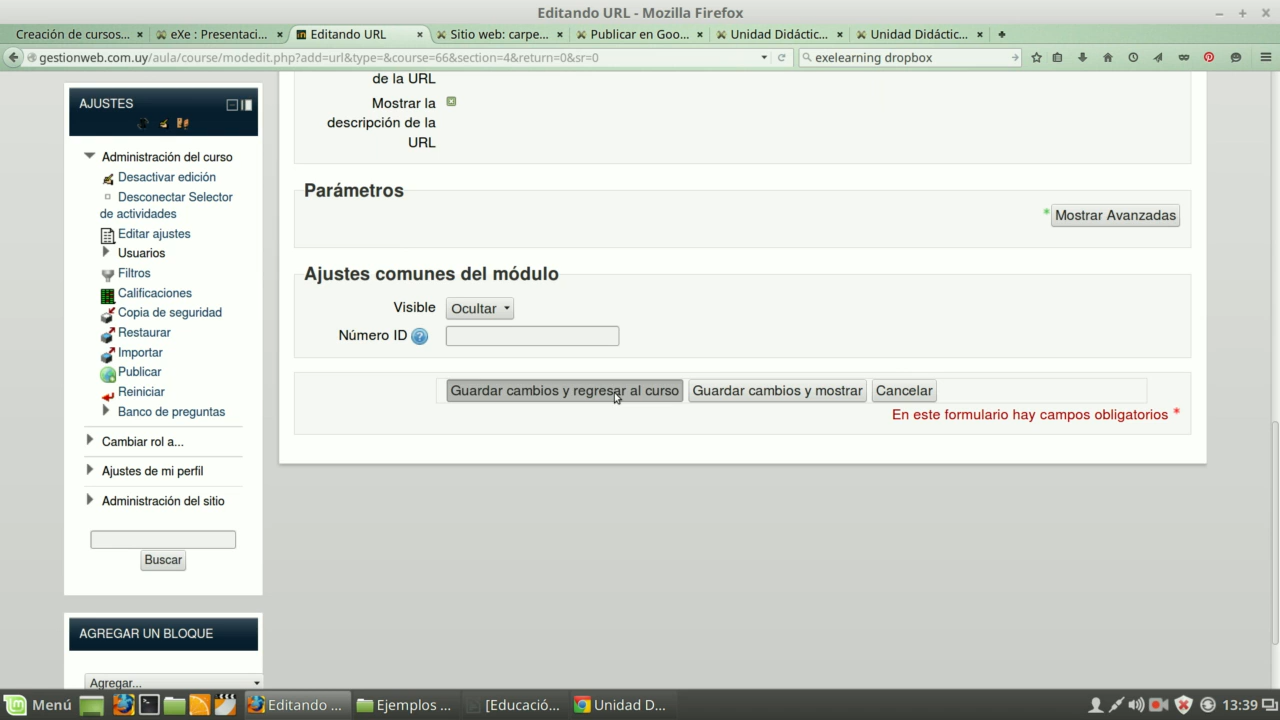 Editando URL - Mozilla Firefox
Creación de cursos...
eXe : Presentaci...
Editando URL
Sitio web: carpe...
Publicar en Goo...
Unidad Didáctic...
Unidad Didáctic...
gestionweb.com.uy/aula/course/modedit.php?add=url&type=&course=66&section=4&return=0&sr=0
exelearning dropbox
AJUSTES
Administración del curso
Desactivar edición
Desconectar Selector
de actividades
Editar ajustes
Usuarios
Filtros
Calificaciones
Copia de seguridad
Restaurar
Importar
Publicar
Reiniciar
Banco de preguntas
Cambiar rol a...
Ajustes de mi perfil
Administración del sitio
Buscar
AGREGAR UN BLOQUE
Agregar...
de la URL
Mostrar la
descripción de la
URL
Parámetros
* Mostrar Avanzadas
Ajustes comunes del módulo
Visible Ocultar
Número ID
Guardar cambios y regresar al curso Guardar cambios y mostrar Cancelar
En este formulario hay campos obligatorios *
Menú
Editando ...
Ejemplos ...
[Educació...
Unidad D...
13:39